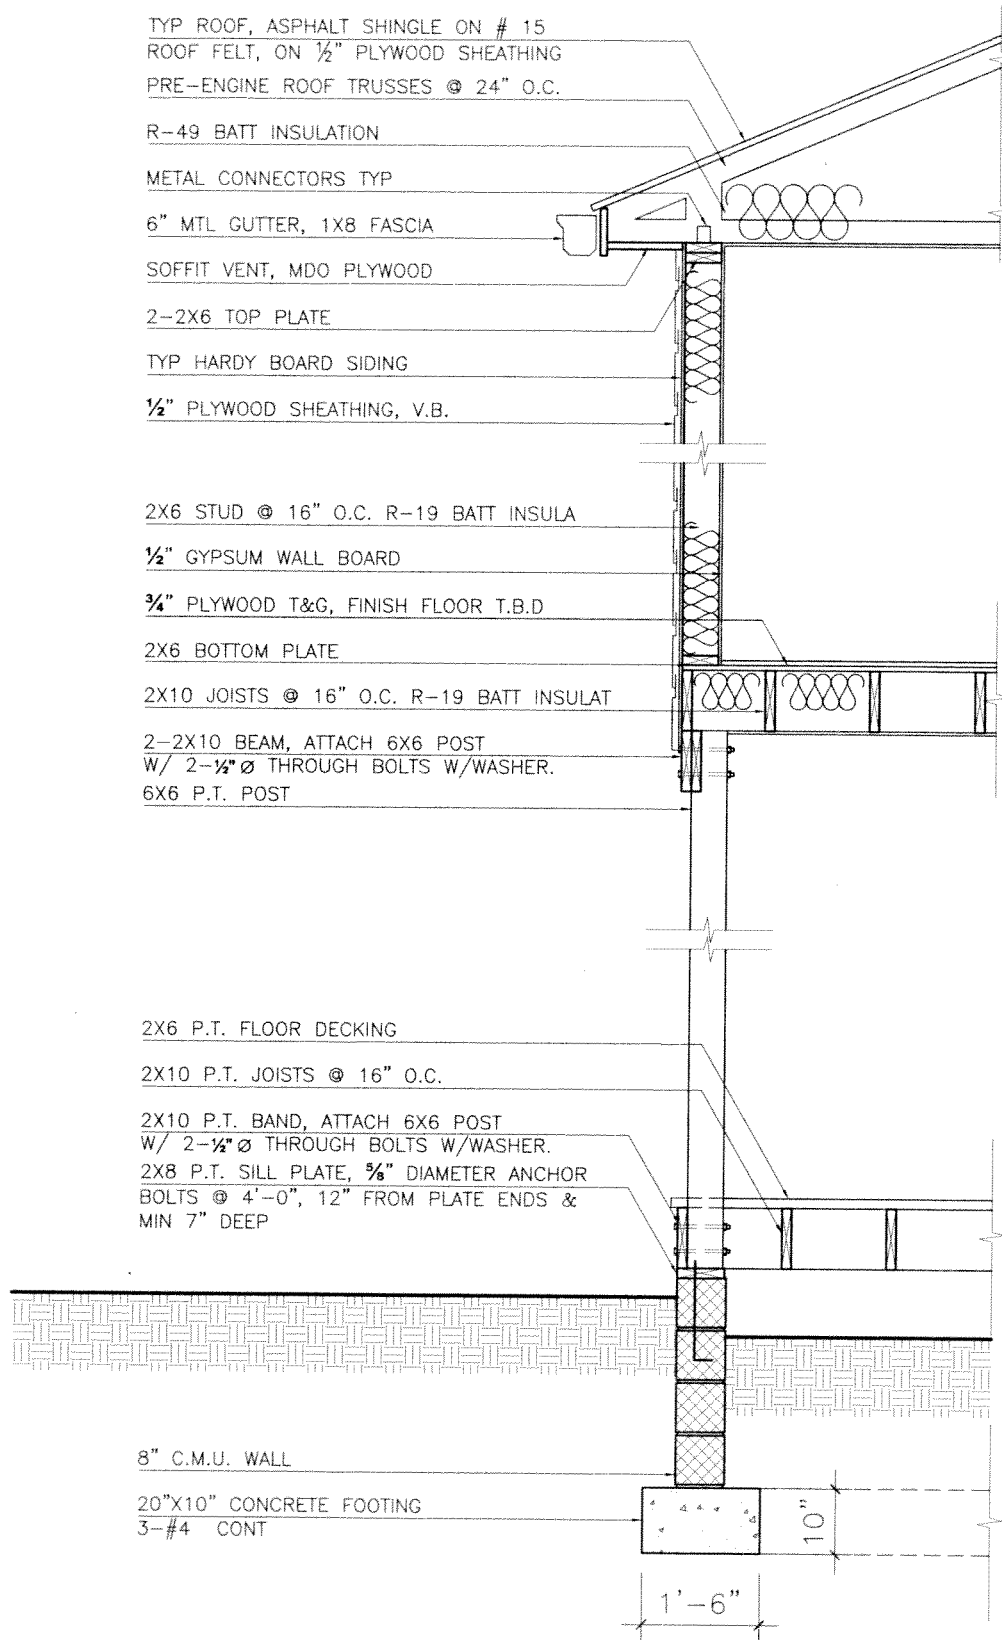 TYP ROOF, ASPHALT SHINGLE ON # 15
ROOF FELT, ON ½" PLYWOOD SHEATHING
PRE-ENGINE ROOF TRUSSES @ 24" O.C.
R-49 BATT INSULATION
METAL CONNECTORS TYP
6" MTL GUTTER, 1X8 FASCIA
SOFFIT VENT, MDO PLYWOOD
2-2X6 TOP PLATE
TYP HARDY BOARD SIDING
½" PLYWOOD SHEATHING, V.B.
2X6 STUD @ 16" O.C. R-19 BATT INSULA
½" GYPSUM WALL BOARD
¾" PLYWOOD T&G, FINISH FLOOR T.B.D
2X6 BOTTOM PLATE
2X10 JOISTS @ 16" O.C. R-19 BATT INSULAT
2-2X10 BEAM, ATTACH 6X6 POST
W/ 2-½" Ø THROUGH BOLTS W/WASHER.
6X6 P.T. POST
2X6 P.T. FLOOR DECKING
2X10 P.T. JOISTS @ 16" O.C.
2X10 P.T. BAND, ATTACH 6X6 POST
W/ 2-½" Ø THROUGH BOLTS W/WASHER.
2X8 P.T. SILL PLATE, ⅝" DIAMETER ANCHOR
BOLTS @ 4'-0", 12" FROM PLATE ENDS &
MIN 7" DEEP
8" C.M.U. WALL
20"X10" CONCRETE FOOTING
3-#4 CONT
10"
1'-6"